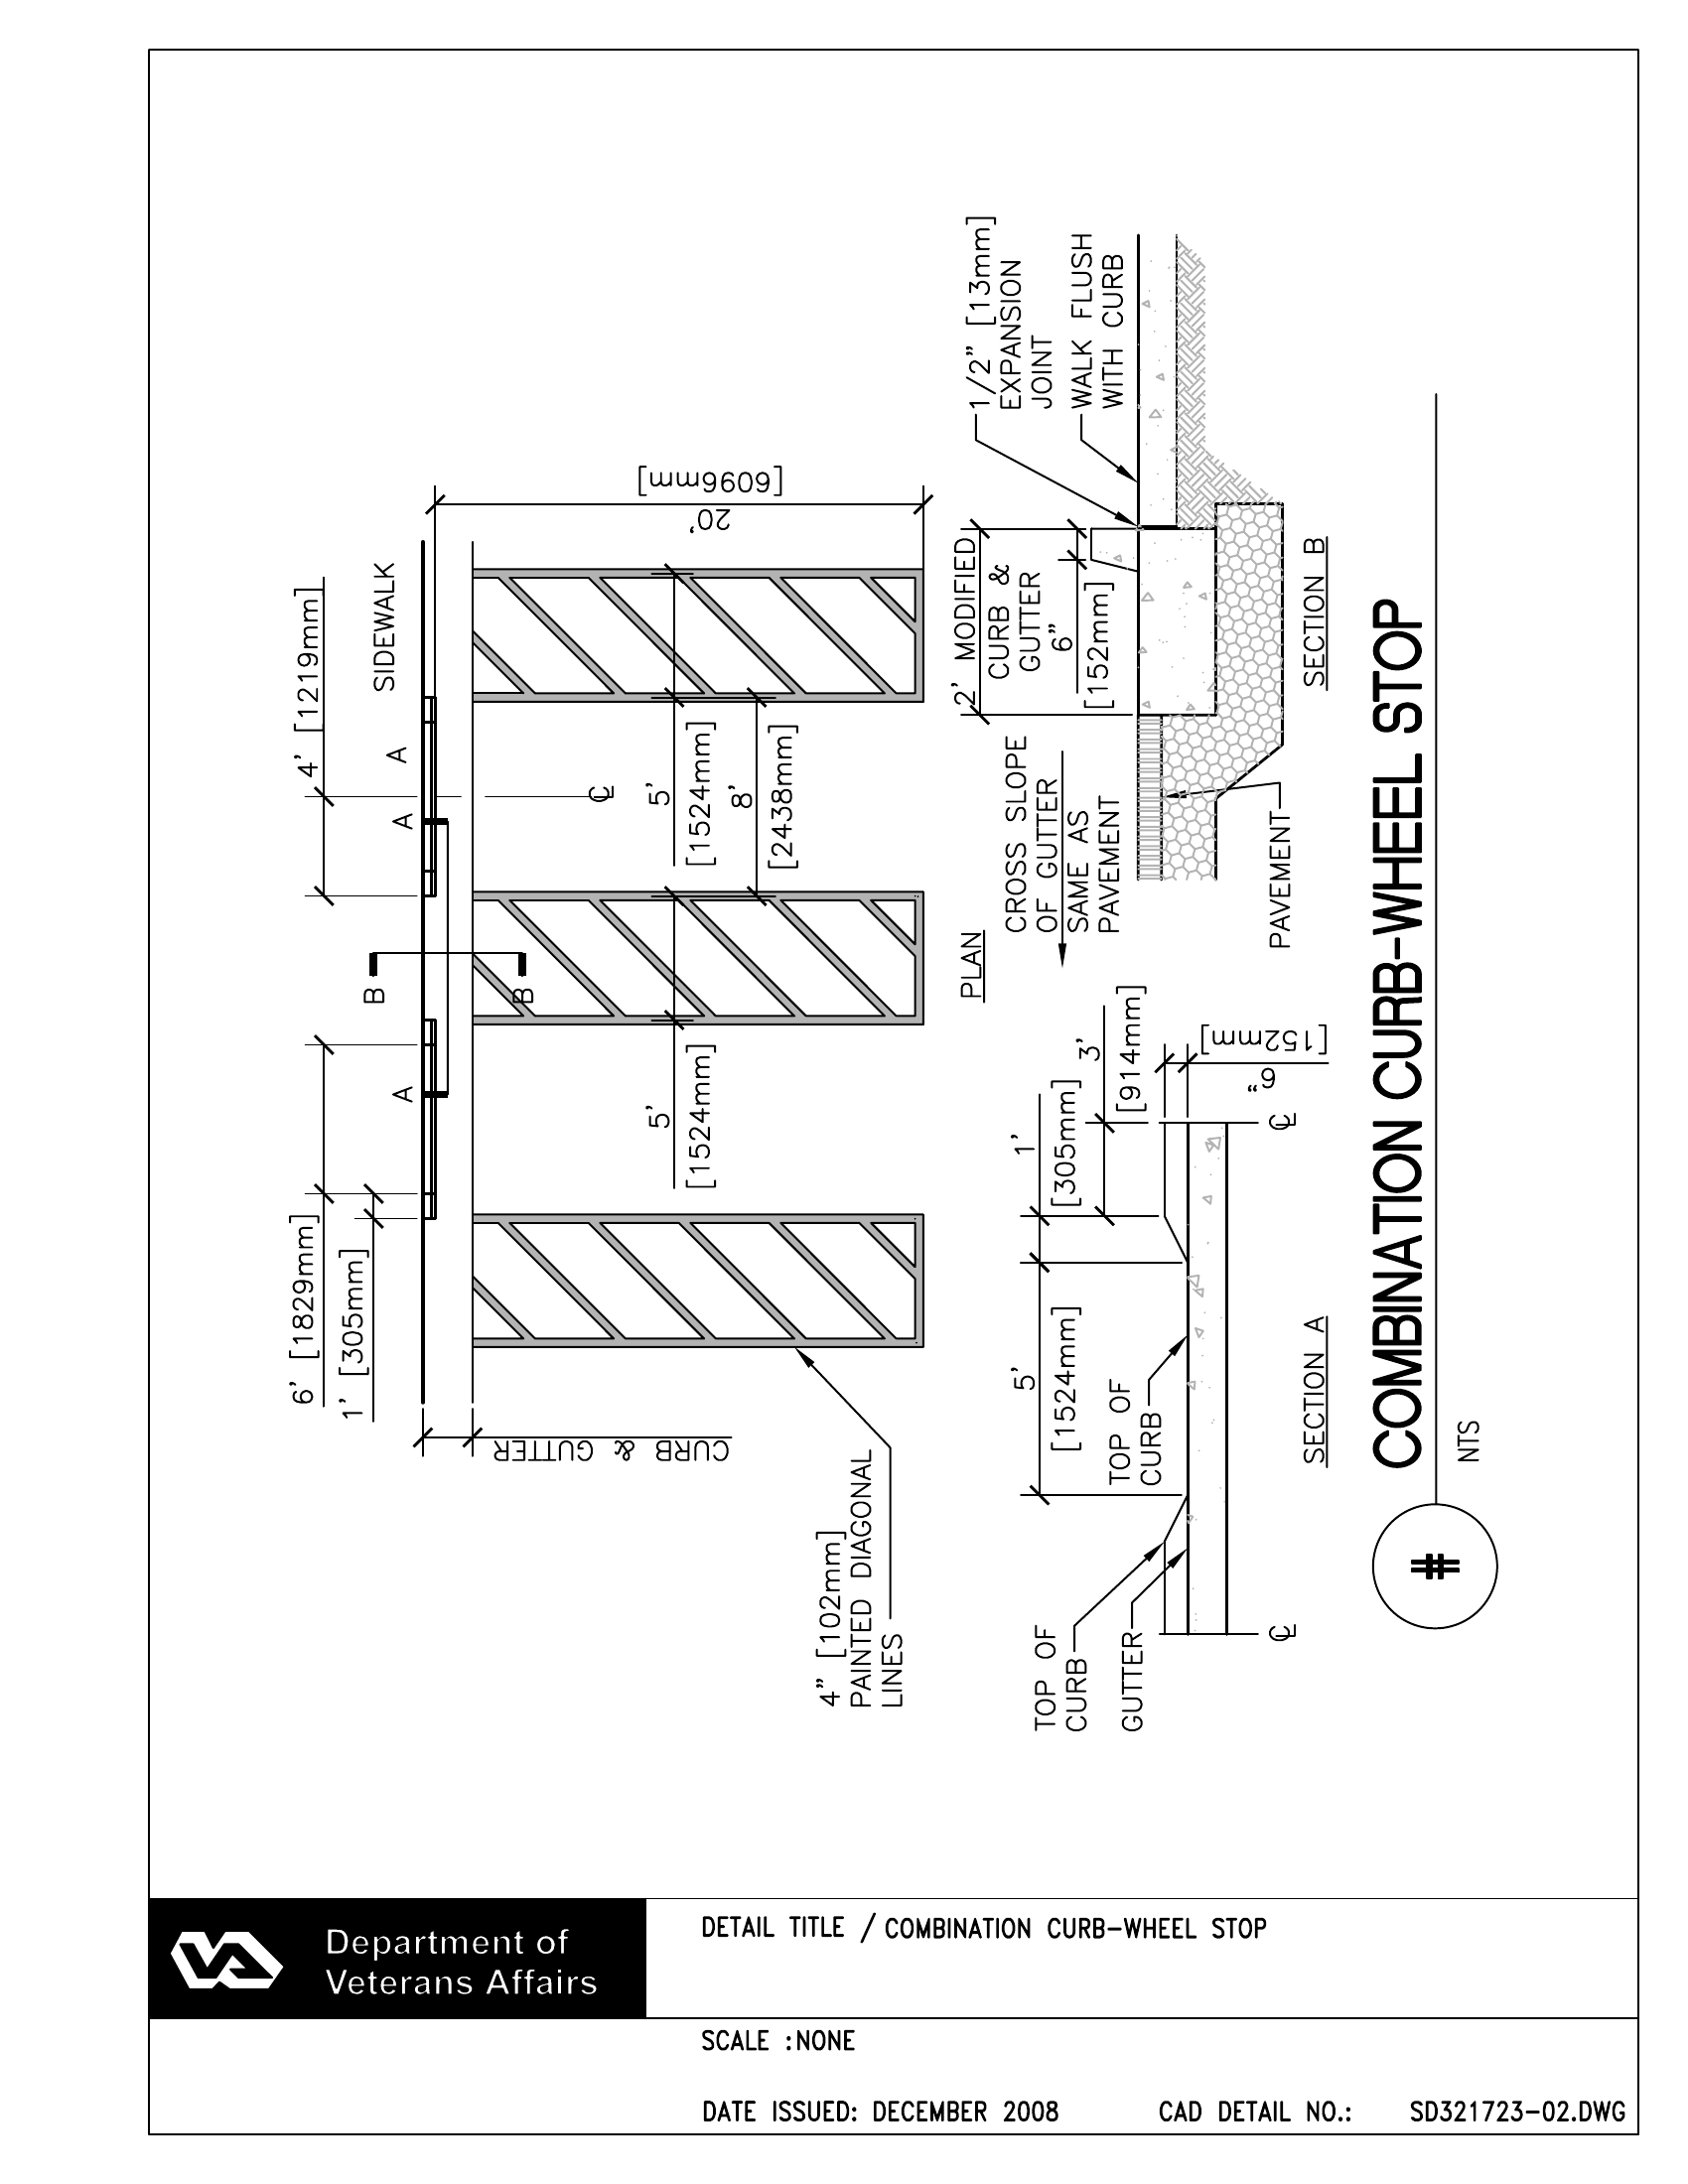 6' [1829mm]
1' [305mm]
4' [1219mm]
SIDEWALK
A
A
A
B
B
℄
CURB & GUTTER
20'
[6096mm]
5'
[1524mm]
5'
[1524mm]
8'
[2438mm]
4" [102mm]
PAINTED DIAGONAL
LINES
PLAN
TOP OF
CURB
GUTTER
5'
[1524mm]
TOP OF
CURB
1'
[305mm]
3'
[914mm]
6"
[152mm]
℄
℄
SECTION A
CROSS SLOPE
OF GUTTER
SAME AS
PAVEMENT
PAVEMENT
2' MODIFIED
CURB &
GUTTER
6"
[152mm]
1/2" [13mm]
EXPANSION
JOINT
WALK FLUSH
WITH CURB
SECTION B
#
COMBINATION CURB-WHEEL STOP
NTS
Department of
Veterans Affairs
DETAIL TITLE / COMBINATION CURB-WHEEL STOP
SCALE :NONE
DATE ISSUED: DECEMBER 2008
CAD DETAIL NO.: SD321723-02.DWG